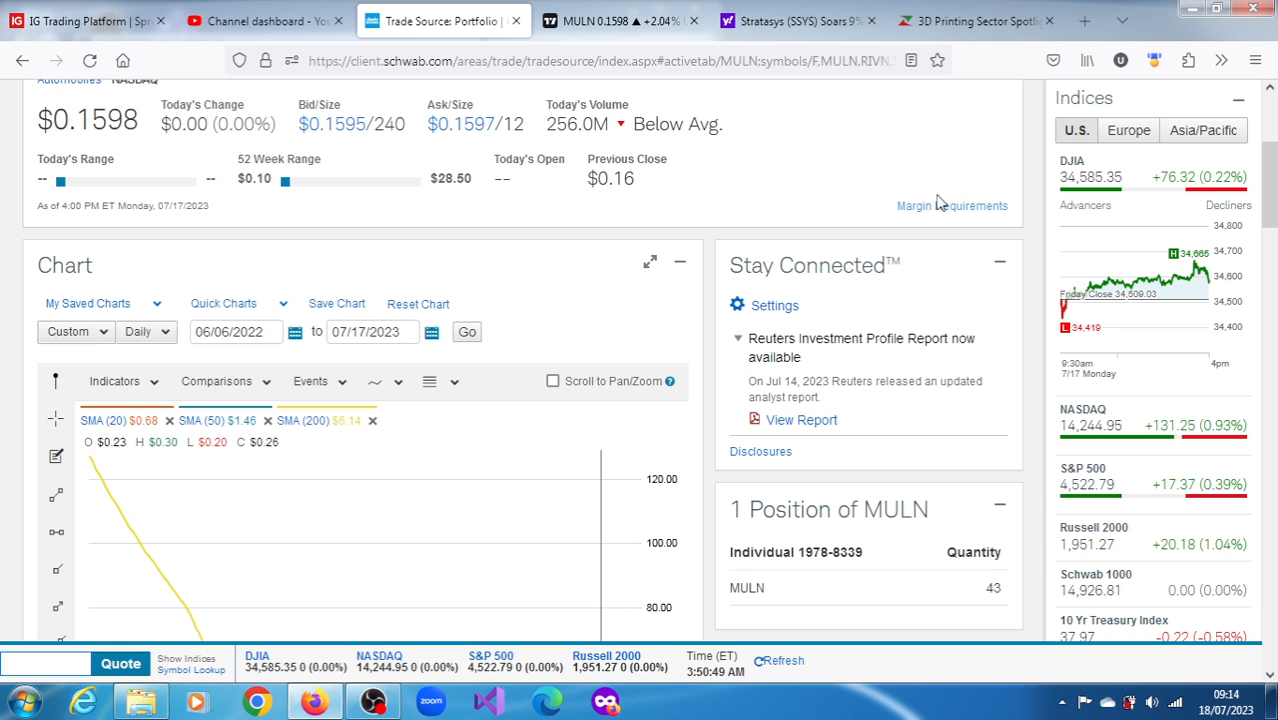 IG Trading Platform | Spr
Channel dashboard - You
Trade Source: Portfolio |
MULN 0.1598 ▲ +2.04%
Stratasys (SSYS) Soars 9%
3D Printing Sector Spotli
https://client.schwab.com/areas/trade/tradesource/index.aspx#activetab/MULN;symbols/F.MULN.RIVN.
Automobiles NASDAQ
$0.1598
Today's Change
$0.00 (0.00%)
Bid/Size
$0.1595/240
Ask/Size
$0.1597/12
Today's Volume
256.0M ▼ Below Avg.
Today's Range
-- --
52 Week Range
$0.10 $28.50
Today's Open
--
Previous Close
$0.16
As of 4:00 PM ET Monday, 07/17/2023
Margin Requirements
Chart
My Saved Charts
Quick Charts
Save Chart
Reset Chart
Custom
Daily
06/06/2022 to 07/17/2023 Go
Indicators
Comparisons
Events
Scroll to Pan/Zoom ?
SMA (20) $0.68 SMA (50) $1.46 SMA (200) $6.14
O $0.23 H $0.30 L $0.20 C $0.26
120.00
100.00
80.00
Stay Connected™
Settings
Reuters Investment Profile Report now
available
On Jul 14, 2023 Reuters released an updated
analyst report.
View Report
Disclosures
1 Position of MULN
Individual 1978-8339 Quantity
MULN 43
Indices
U.S. Europe Asia/Pacific
DJIA
34,585.35 +76.32 (0.22%)
Advancers Decliners
34,800
34,700
34,600
34,500
34,400
H 34,665
Friday Close 34,509.03
L 34,419
9:30am 4pm
7/17 Monday
NASDAQ
14,244.95 +131.25 (0.93%)
S&P 500
4,522.79 +17.37 (0.39%)
Russell 2000
1,951.27 +20.18 (1.04%)
Schwab 1000
14,926.81 0.00 (0.00%)
10 Yr Treasury Index
37.97 -0.22 (-0.58%)
Quote
Show Indices
Symbol Lookup
DJIA
34,585.35 0 (0.00%)
NASDAQ
14,244.95 0 (0.00%)
S&P 500
4,522.79 0 (0.00%)
Russell 2000
1,951.27 0 (0.00%)
Time (ET)
3:50:49 AM
Refresh
zoom
09:14
18/07/2023